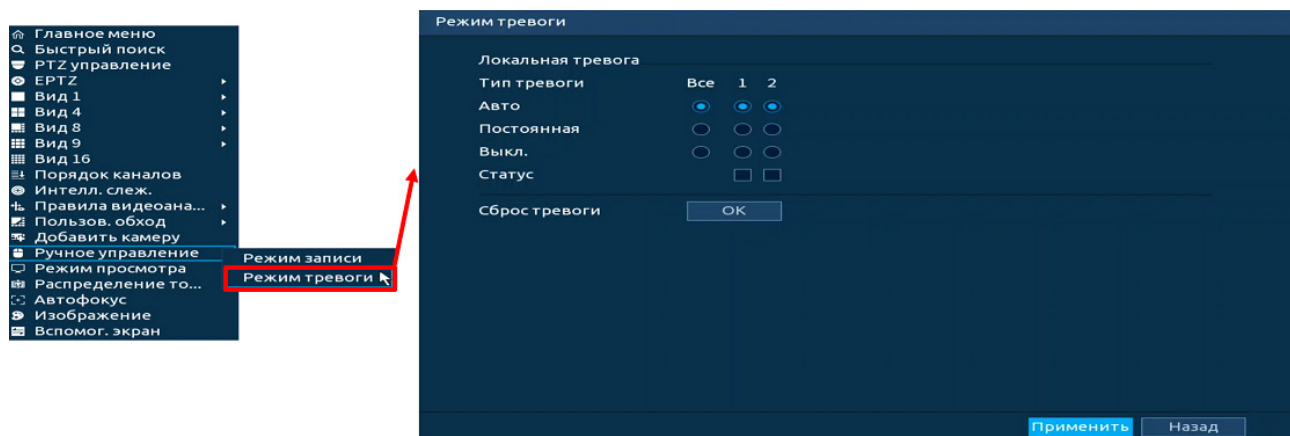 Главное меню
Быстрый поиск
PTZ управление
EPTZ
Вид 1
Вид 4
Вид 8
Вид 9
Вид 16
Порядок каналов
Интелл. слеж.
Правила видеоана...
Пользов. обход
Добавить камеру
Ручное управление
Режим просмотра
Распределение то...
Автофокус
Изображение
Вспомог. экран
Режим записи
Режим тревоги
Режим тревоги
Локальная тревога
Тип тревоги Все 1 2
Авто
Постоянная
Выкл.
Статус
Сброс тревоги OK
Применить Назад